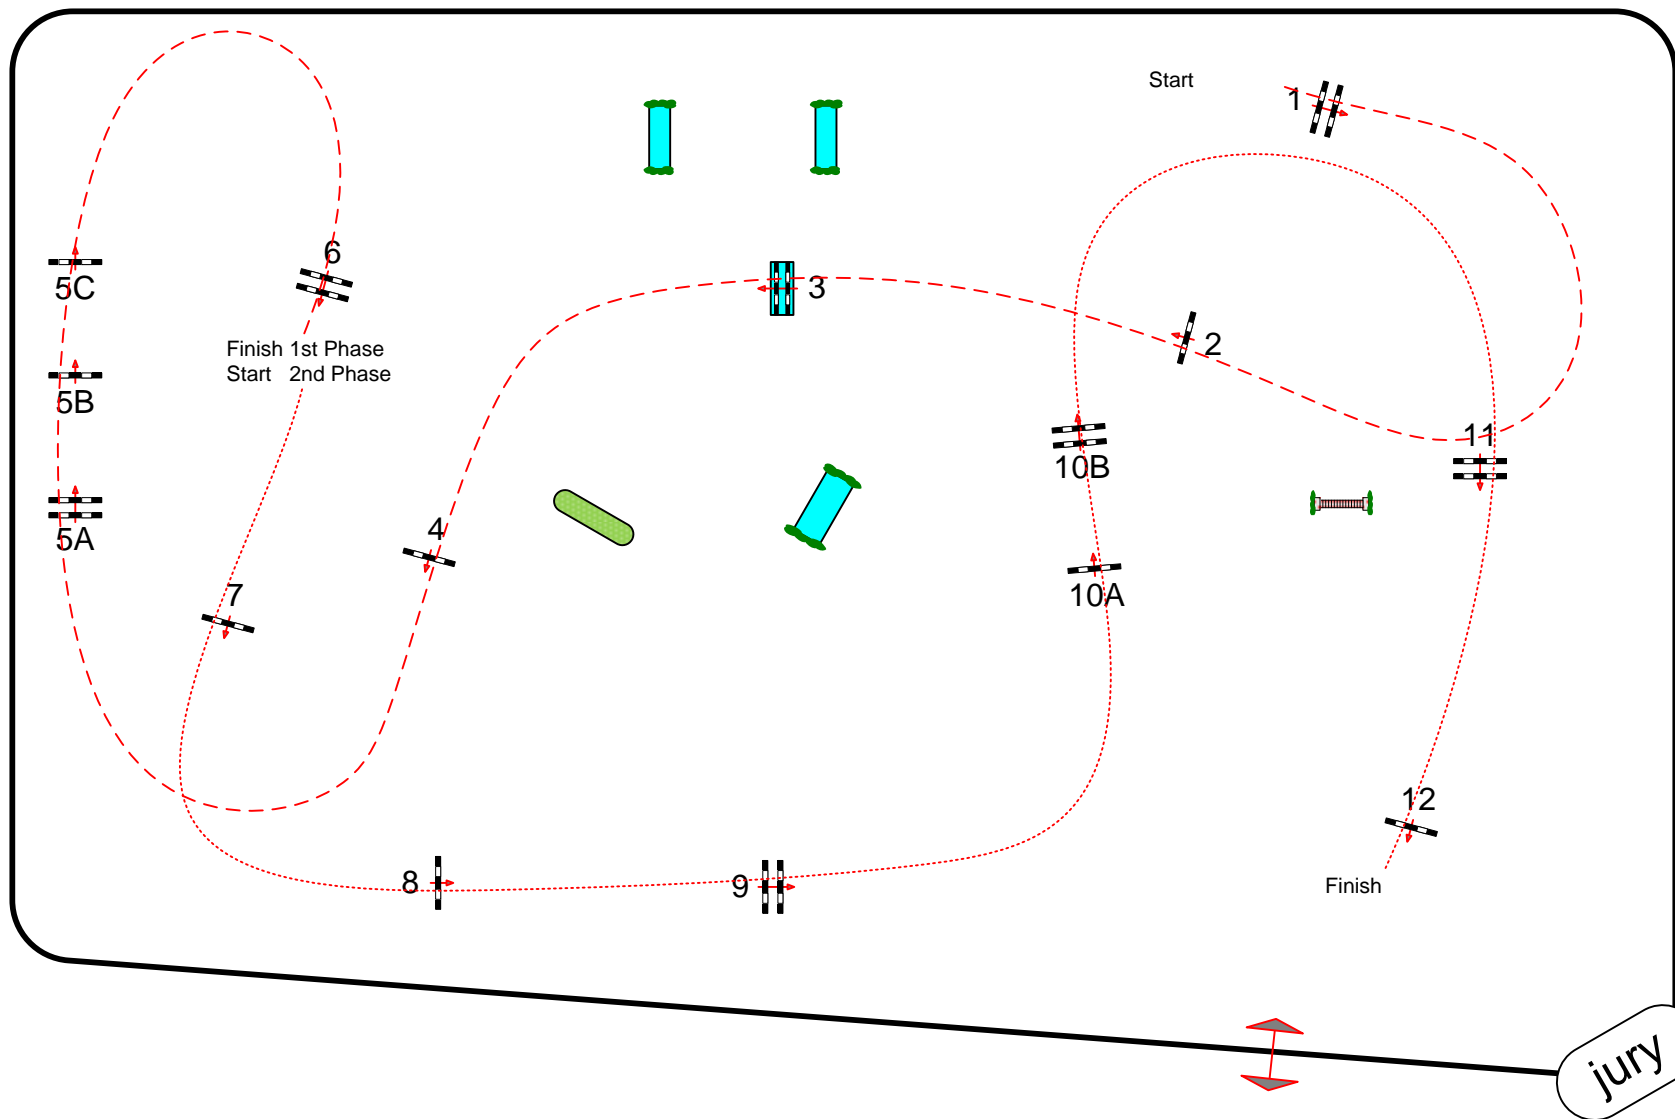 Start
1
2
3
4
5A
5B
5C
6
Finish 1st Phase
Start 2nd Phase
7
8
9
10A
10B
11
12
Finish
jury